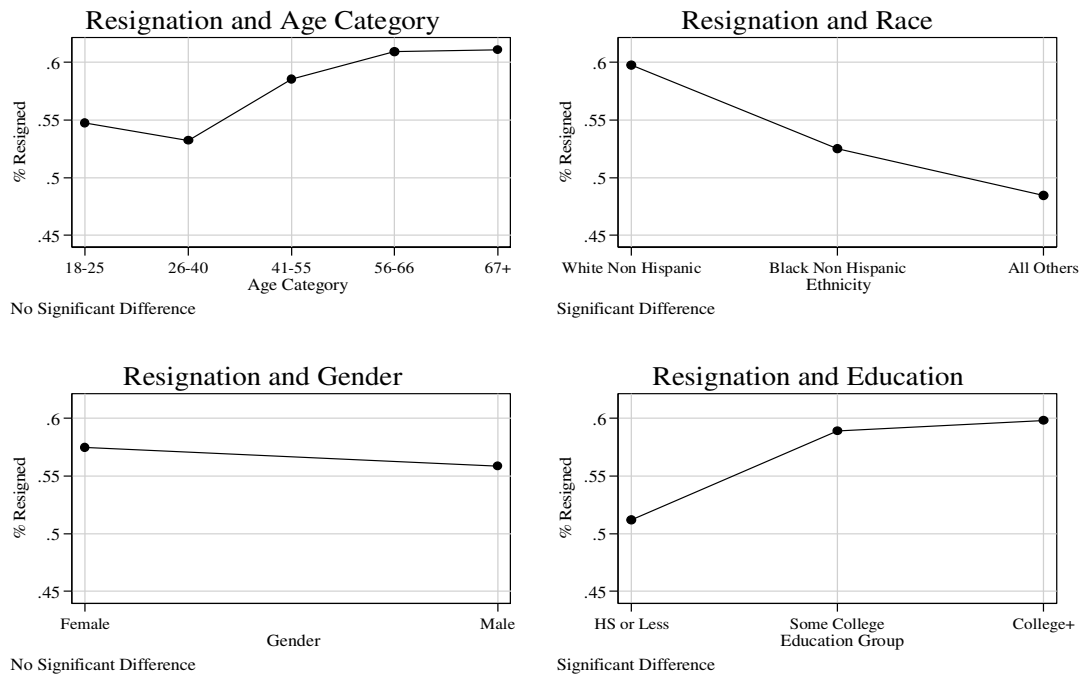 Resignation and Age Category
% Resigned
.6
.55
.5
.45
18-25 26-40 41-55 56-66 67+
Age Category
No Significant Difference
Resignation and Race
% Resigned
.6
.55
.5
.45
White Non Hispanic Black Non Hispanic All Others
Ethnicity
Significant Difference
Resignation and Gender
% Resigned
.6
.55
.5
.45
Female Male
Gender
No Significant Difference
Resignation and Education
% Resigned
.6
.55
.5
.45
HS or Less Some College College+
Education Group
Significant Difference